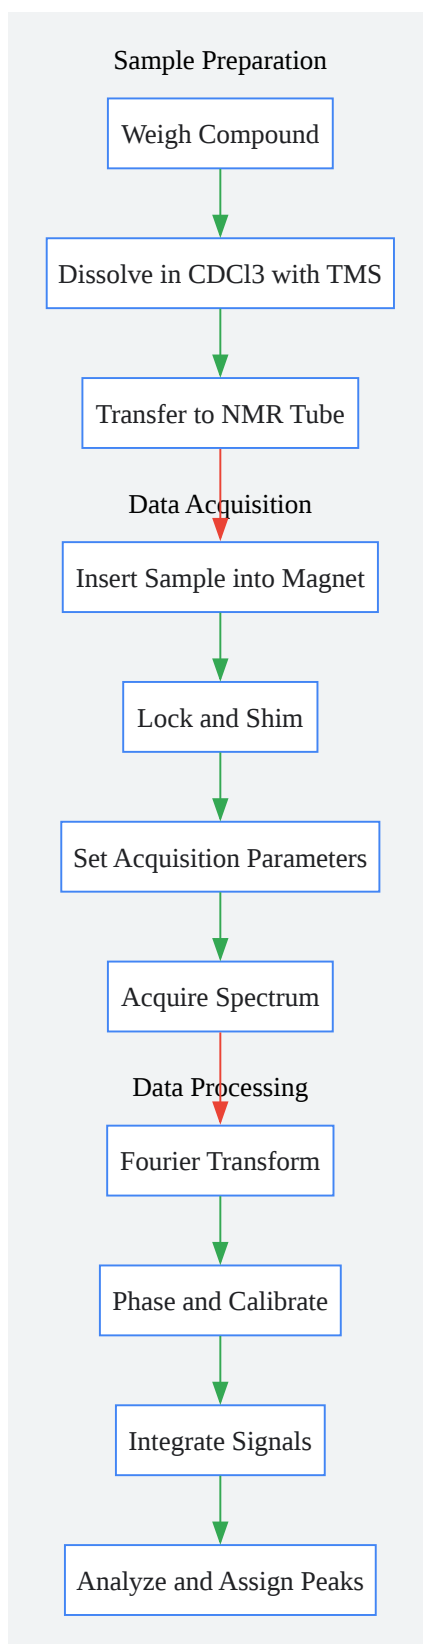 Sample Preparation
Weigh Compound
Dissolve in CDCl3 with TMS
Transfer to NMR Tube
Data Acquisition
Insert Sample into Magnet
Lock and Shim
Set Acquisition Parameters
Acquire Spectrum
Data Processing
Fourier Transform
Phase and Calibrate
Integrate Signals
Analyze and Assign Peaks